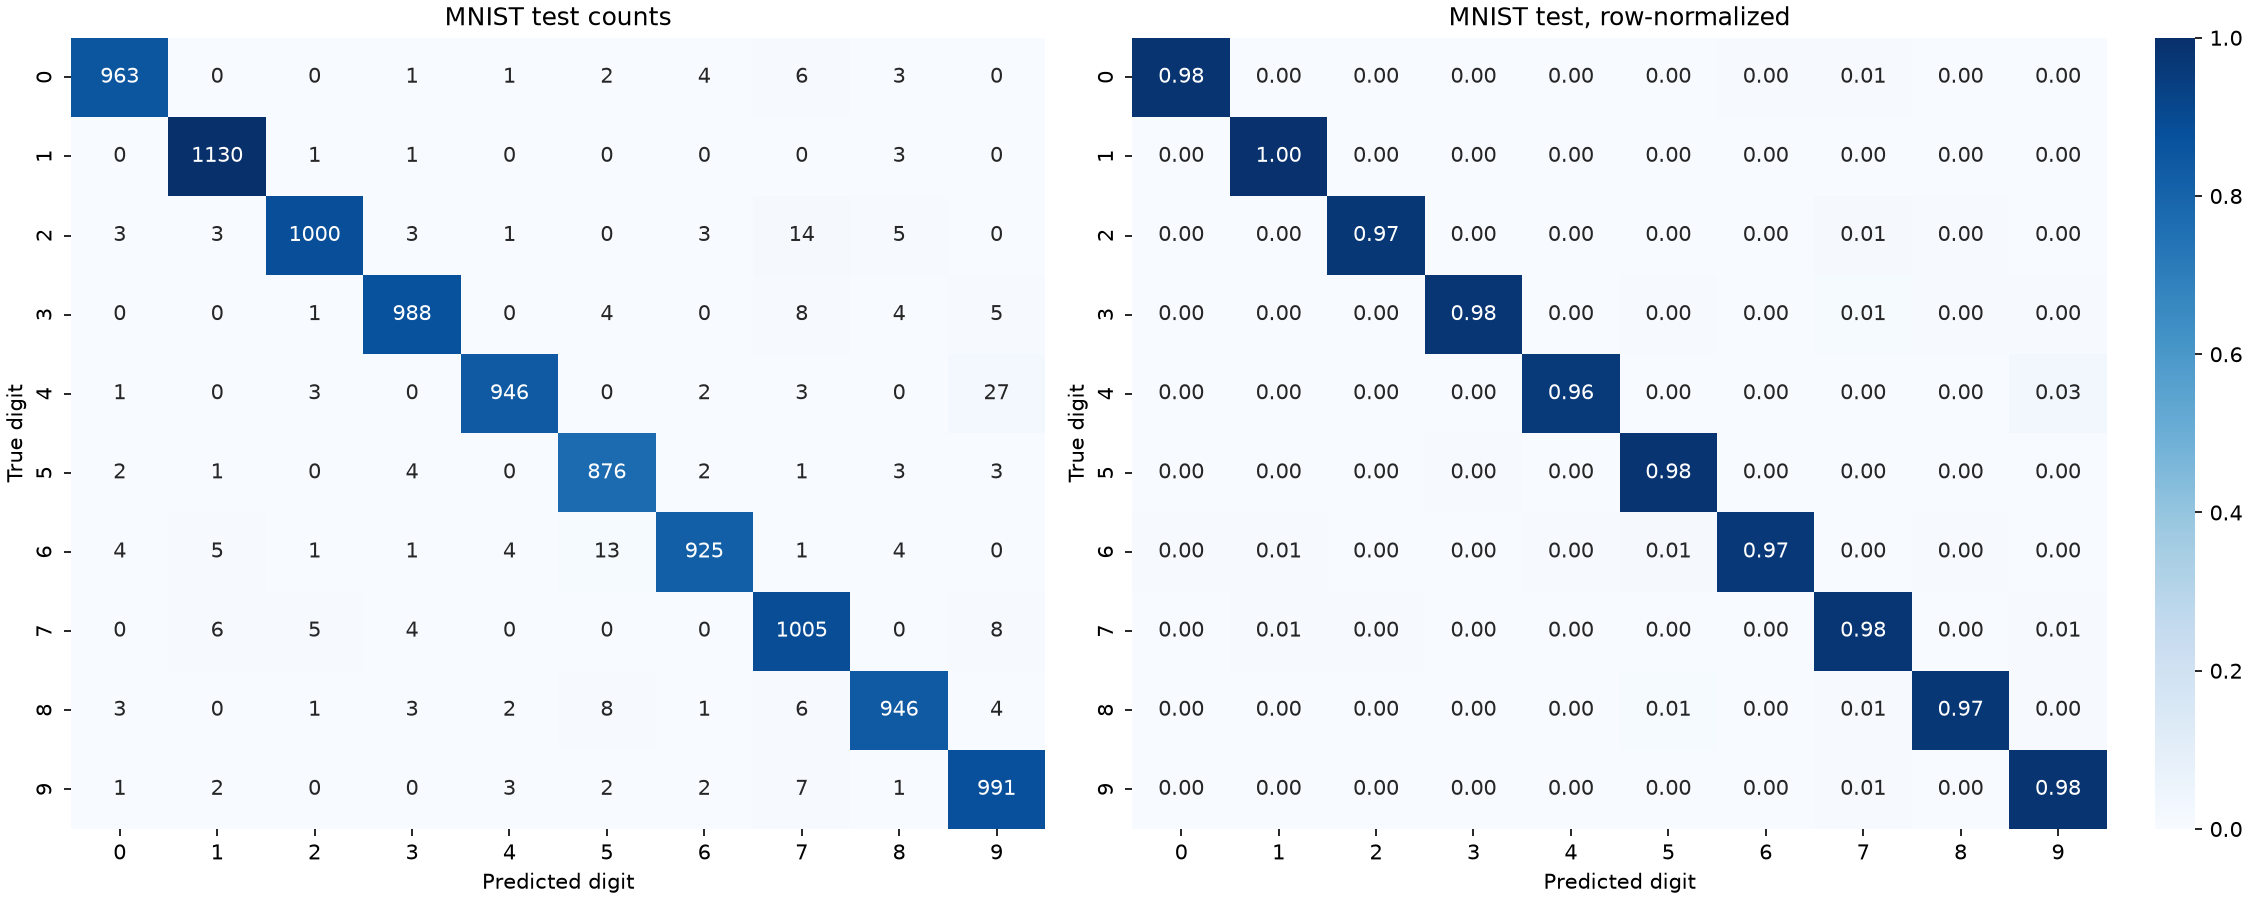 MNIST test counts
0 963 0 0 1 1 2 4 6 3 0
1 0 1130 1 1 0 0 0 0 3 0
2 3 3 1000 3 1 0 3 14 5 0
3 0 0 1 988 0 4 0 8 4 5
4 1 0 3 0 946 0 2 3 0 27
5 2 1 0 4 0 876 2 1 3 3
6 4 5 1 1 4 13 925 1 4 0
7 0 6 5 4 0 0 0 1005 0 8
8 3 0 1 3 2 8 1 6 946 4
9 1 2 0 0 3 2 2 7 1 991
0 1 2 3 4 5 6 7 8 9
Predicted digit
True digit
MNIST test, row-normalized
0 0.98 0.00 0.00 0.00 0.00 0.00 0.00 0.01 0.00 0.00
1 0.00 1.00 0.00 0.00 0.00 0.00 0.00 0.00 0.00 0.00
2 0.00 0.00 0.97 0.00 0.00 0.00 0.00 0.01 0.00 0.00
3 0.00 0.00 0.00 0.98 0.00 0.00 0.00 0.01 0.00 0.00
4 0.00 0.00 0.00 0.00 0.96 0.00 0.00 0.00 0.00 0.03
5 0.00 0.00 0.00 0.00 0.00 0.98 0.00 0.00 0.00 0.00
6 0.00 0.01 0.00 0.00 0.00 0.01 0.97 0.00 0.00 0.00
7 0.00 0.01 0.00 0.00 0.00 0.00 0.00 0.98 0.00 0.01
8 0.00 0.00 0.00 0.00 0.00 0.01 0.00 0.01 0.97 0.00
9 0.00 0.00 0.00 0.00 0.00 0.00 0.00 0.01 0.00 0.98
0 1 2 3 4 5 6 7 8 9
Predicted digit
True digit
1.0
0.8
0.6
0.4
0.2
0.0